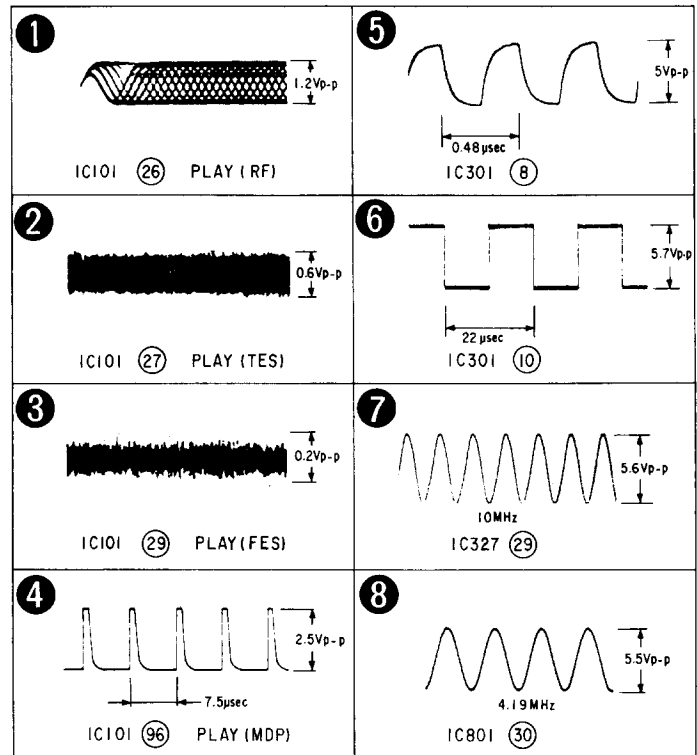 1
1.2Vp-p
IC101 26 PLAY (RF)
2
0.6Vp-p
IC101 27 PLAY (TES)
3
0.2Vp-p
IC101 29 PLAY (FES)
4
2.5Vp-p
7.5µsec
IC101 96 PLAY (MDP)
5
5Vp-p
0.48µsec
IC301 8
6
5.7Vp-p
22µsec
IC301 10
7
5.6Vp-p
10MHz
IC327 29
8
5.5Vp-p
4.19MHz
IC801 30